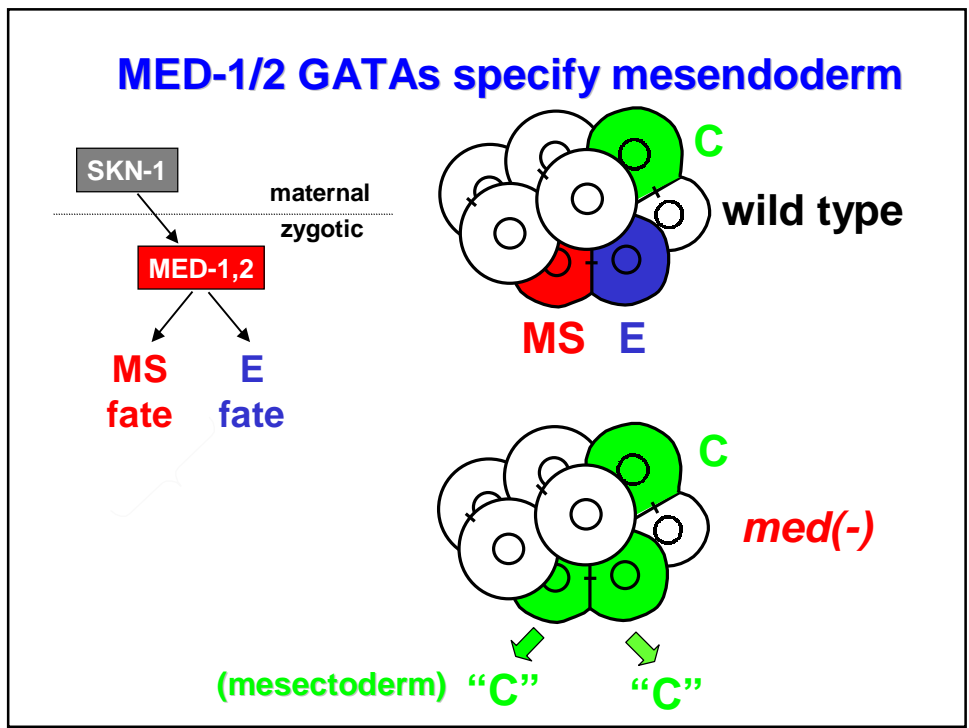 MED-1/2 GATAs specify mesendoderm
SKN-1
maternal
zygotic
MED-1,2
MS
fate
E
fate
C
wild type
MS E
C
med(-)
(mesectoderm) “C” “C”